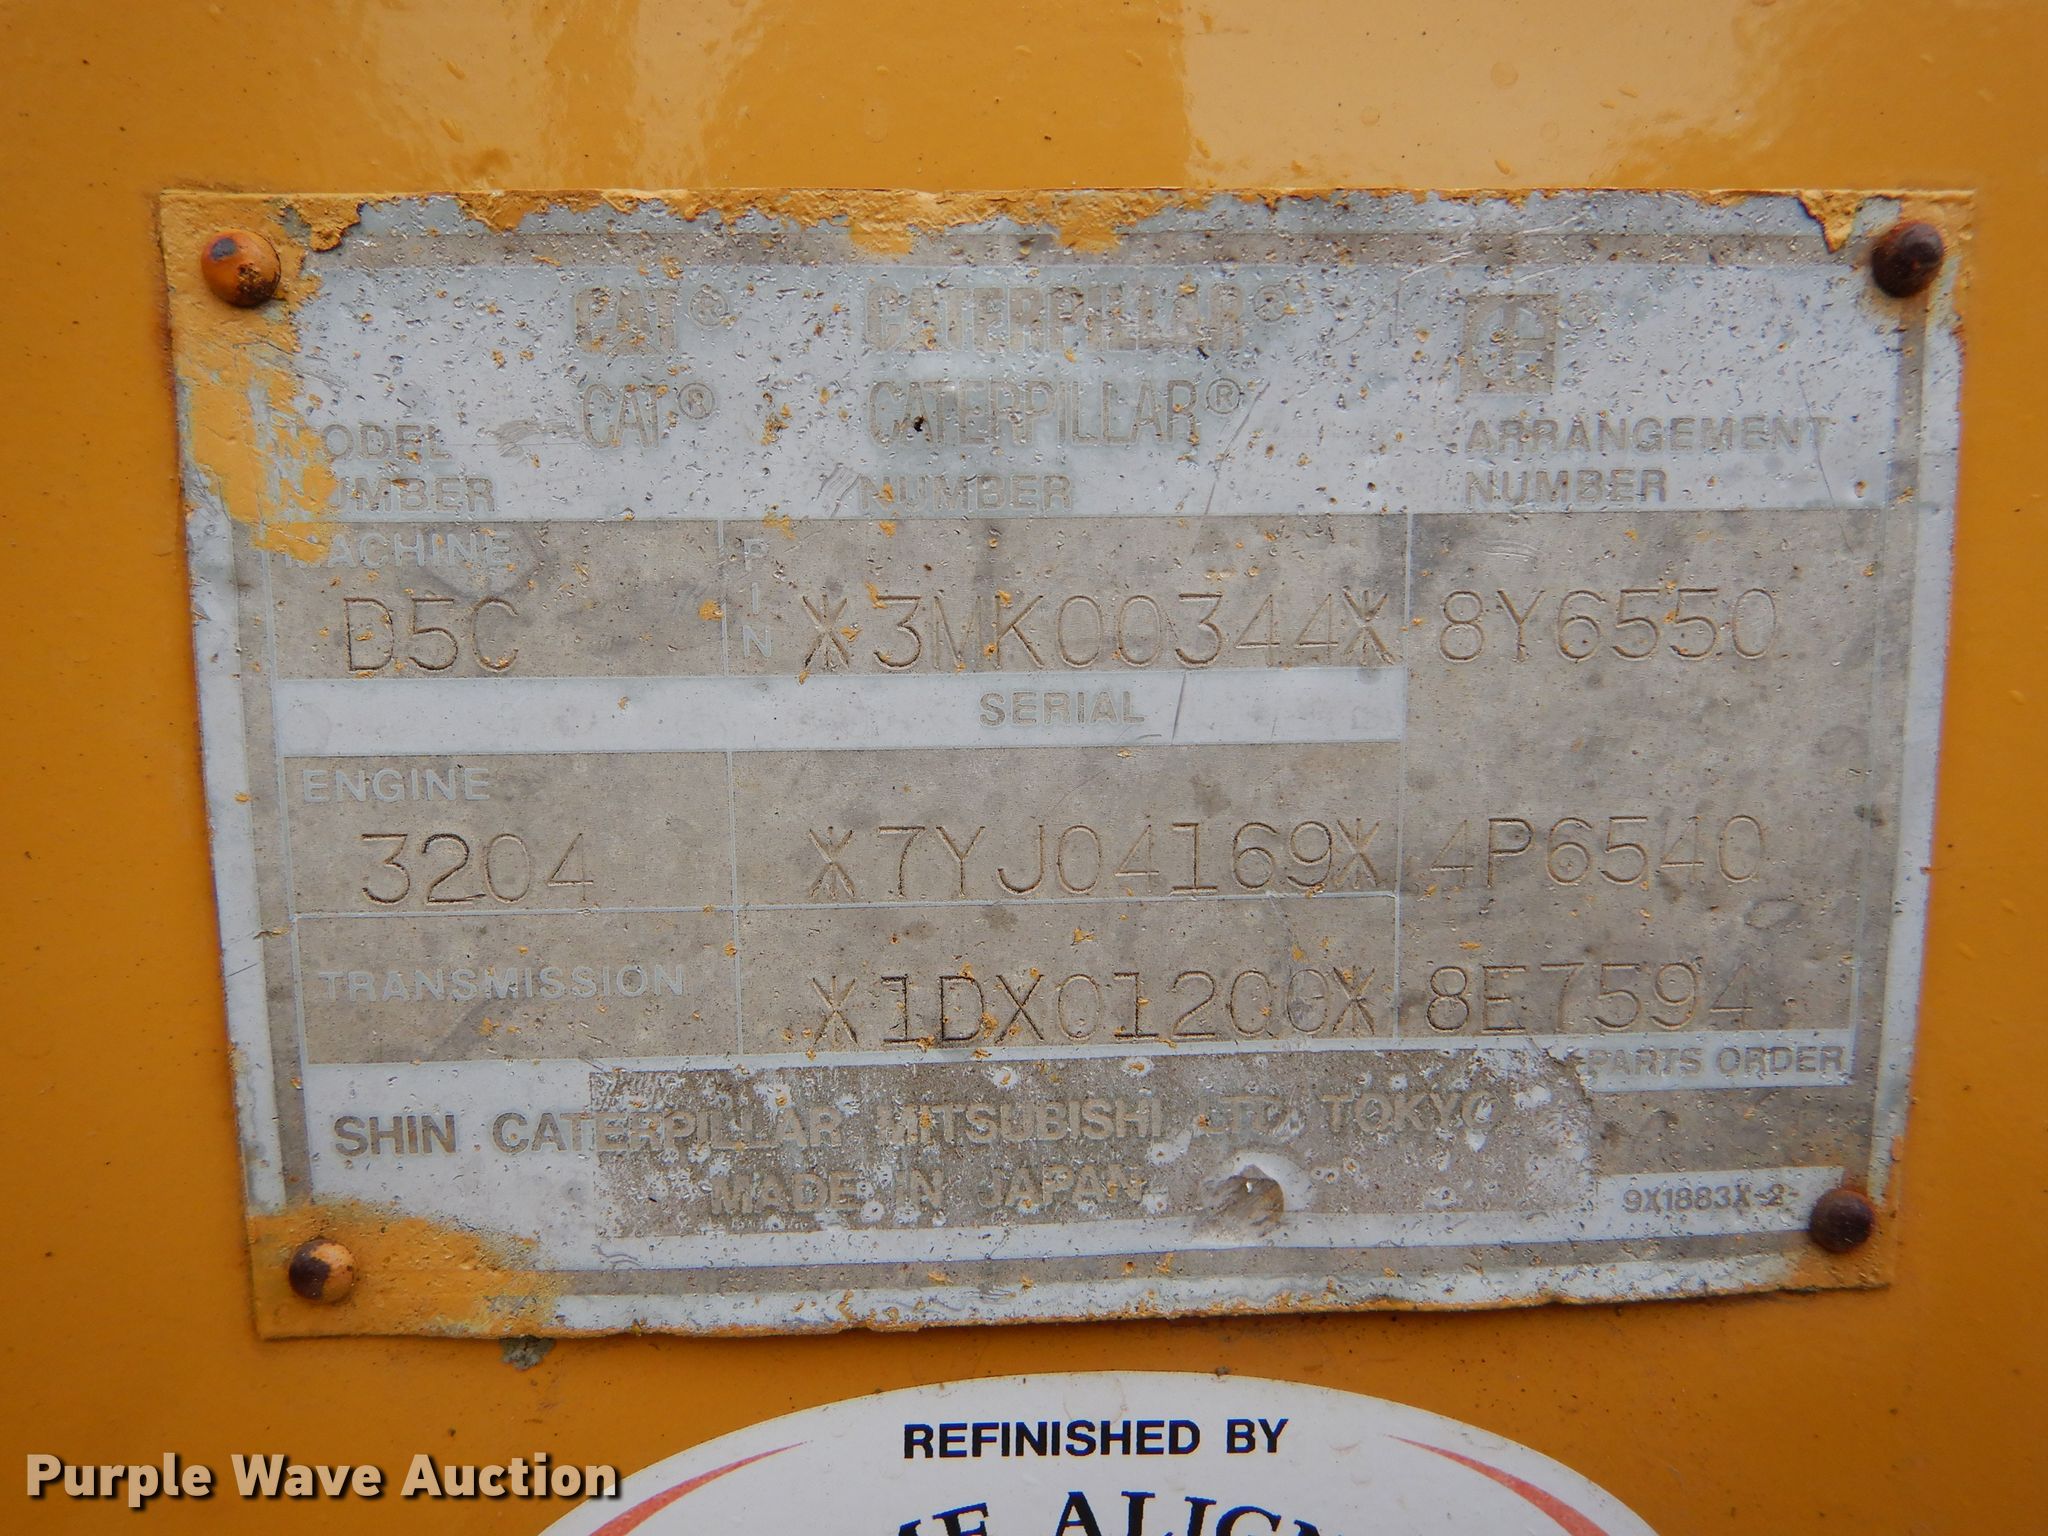 CAT® CATERPILLAR®
CAT® CATERPILLAR®
MODEL NUMBER
NUMBER
ARRANGEMENT NUMBER
MACHINE
D5C
PIN
*3MK00344*
8Y6550
SERIAL
ENGINE
3204
*7YJ04169*
4P6540
TRANSMISSION
*1DX01200*
8E7594
PARTS ORDER
SHIN CATERPILLAR MITSUBISHI LTD. TOKYO
MADE IN JAPAN
9X1883X-2-
REFINISHED BY
Purple Wave Auction